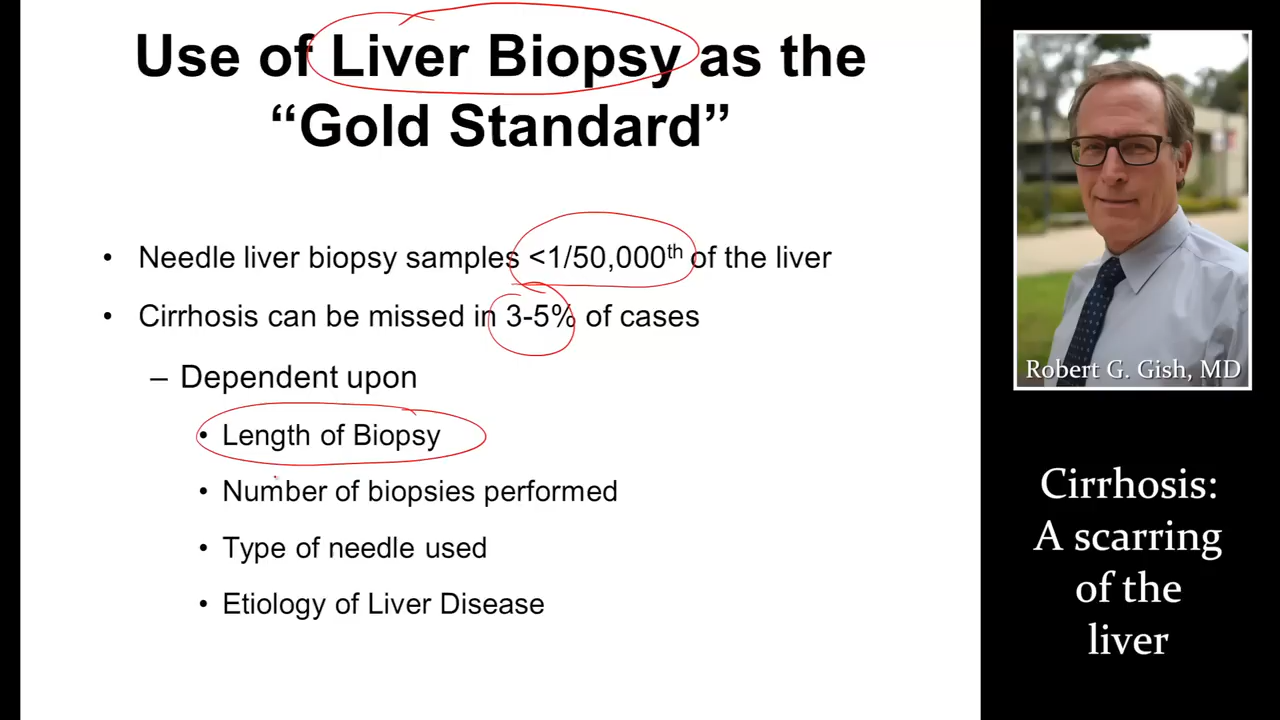 Use of Liver Biopsy as the
“Gold Standard”
• Needle liver biopsy samples <1/50,000th of the liver
• Cirrhosis can be missed in 3-5% of cases
– Dependent upon
• Length of Biopsy
• Number of biopsies performed
• Type of needle used
• Etiology of Liver Disease
Robert G. Gish, MD
Cirrhosis:
A scarring
of the
liver